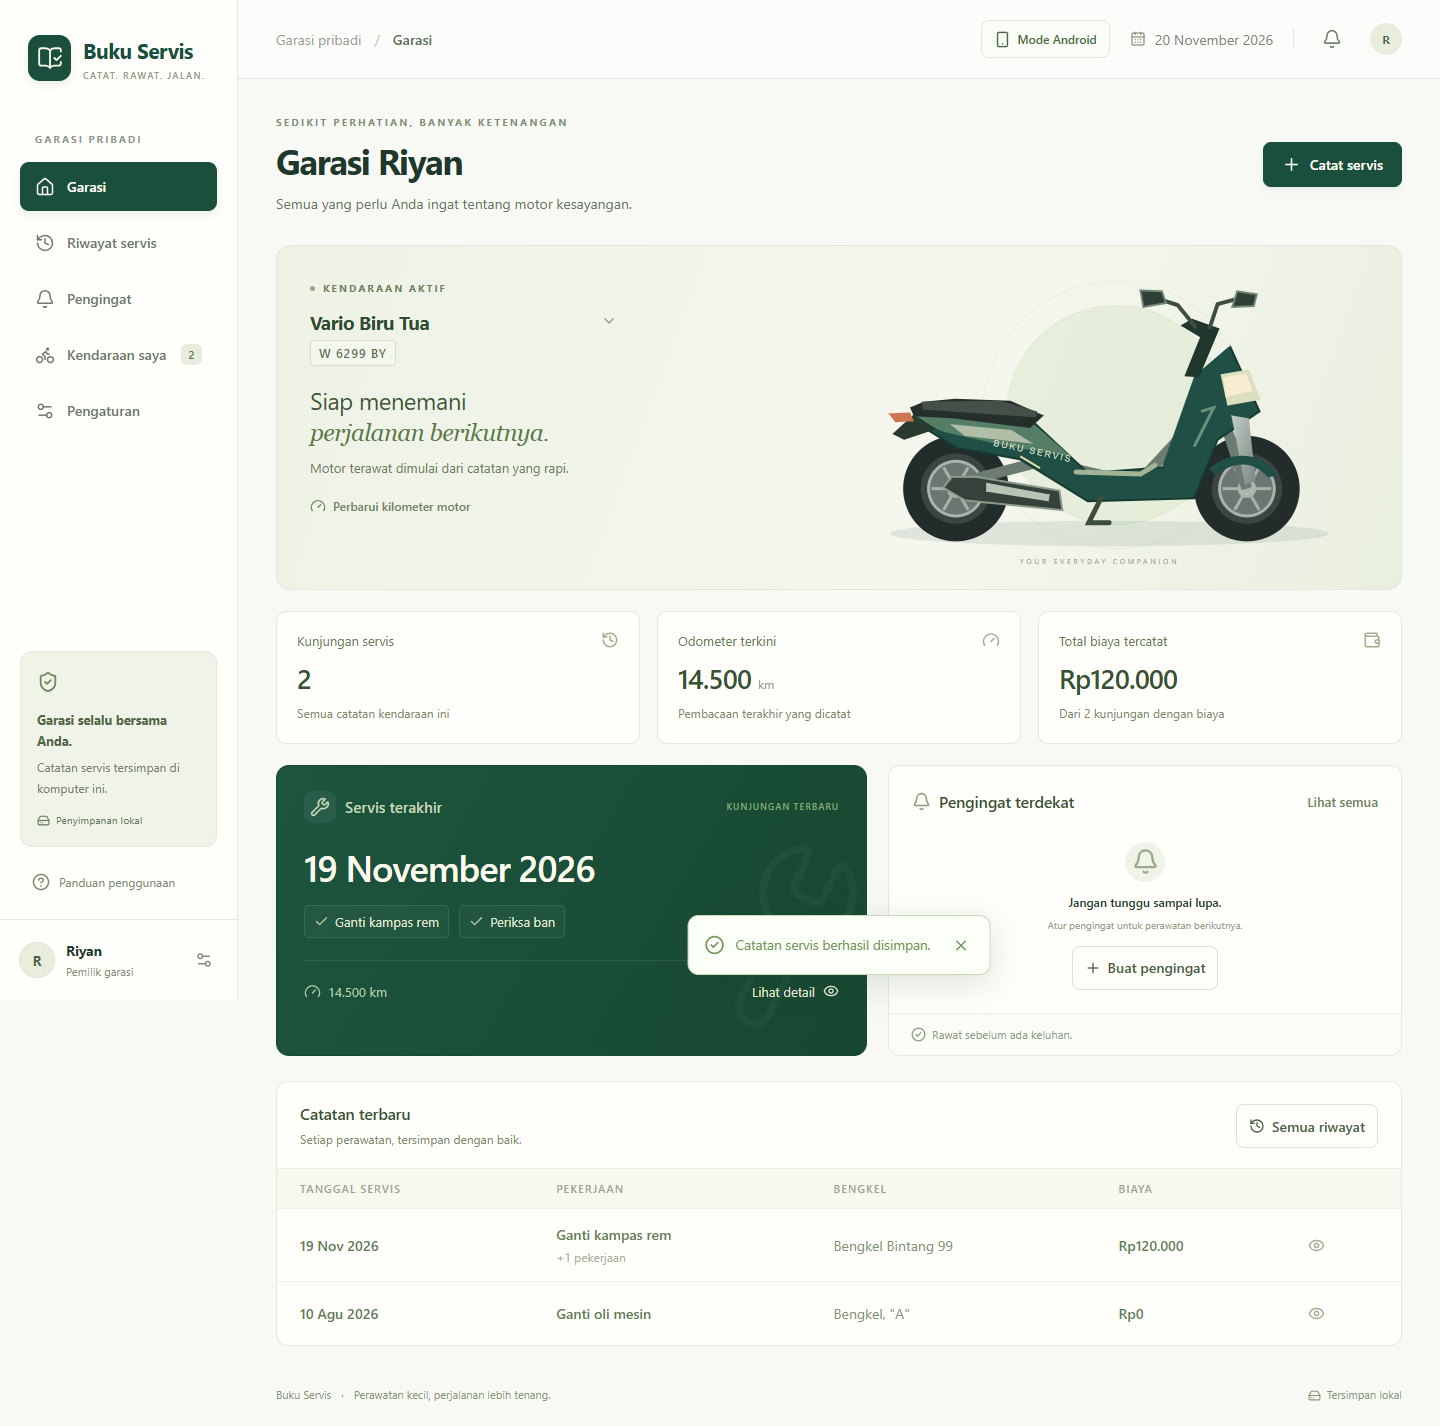 Buku Servis
CATAT. RAWAT. JALAN.
GARASI PRIBADI
Garasi
Riwayat servis
Pengingat
Kendaraan saya 2
Pengaturan
Garasi selalu bersama
Anda.
Catatan servis tersimpan di
komputer ini.
Penyimpanan lokal
Panduan penggunaan
R
Riyan
Pemilik garasi
Garasi pribadi / Garasi
Mode Android
20 November 2026
R
SEDIKIT PERHATIAN, BANYAK KETENANGAN
Garasi Riyan
Semua yang perlu Anda ingat tentang motor kesayangan.
Catat servis
KENDARAAN AKTIF
Vario Biru Tua
W 6299 BY
Siap menemani
perjalanan berikutnya.
Motor terawat dimulai dari catatan yang rapi.
Perbarui kilometer motor
BUKU SERVIS
YOUR EVERYDAY COMPANION
Kunjungan servis
2
Semua catatan kendaraan ini
Odometer terkini
14.500 km
Pembacaan terakhir yang dicatat
Total biaya tercatat
Rp120.000
Dari 2 kunjungan dengan biaya
Servis terakhir
KUNJUNGAN TERBARU
19 November 2026
Ganti kampas rem
Periksa ban
14.500 km
Lihat detail
Catatan servis berhasil disimpan.
Pengingat terdekat
Lihat semua
Jangan tunggu sampai lupa.
Atur pengingat untuk perawatan berikutnya.
Buat pengingat
Rawat sebelum ada keluhan.
Catatan terbaru
Setiap perawatan, tersimpan dengan baik.
Semua riwayat
TANGGAL SERVIS PEKERJAAN BENGKEL BIAYA
19 Nov 2026 Ganti kampas rem Bengkel Bintang 99 Rp120.000
+1 pekerjaan
10 Agu 2026 Ganti oli mesin Bengkel, "A" Rp0
Buku Servis · Perawatan kecil, perjalanan lebih tenang.
Tersimpan lokal